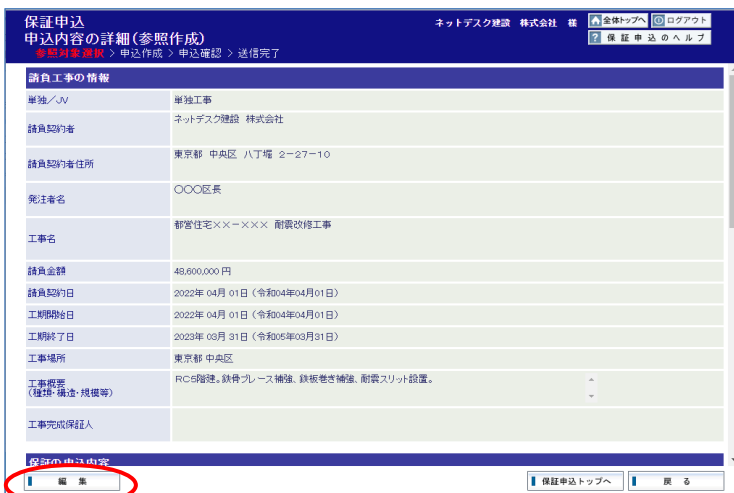 保証申込
ネットデスク建設 株式会社 様
全体トップへ
ログアウト
申込内容の詳細(参照作成)
? 保証申込のヘルプ
参照対象選択 > 申込作成 > 申込確認 > 送信完了
請負工事の情報
単独/JV 単独工事
請負契約者 ネットデスク建設 株式会社
請負契約者住所 東京都 中央区 八丁堀 2-27-10
発注者名 〇〇〇区長
工事名 都営住宅××-××× 耐震改修工事
請負金額 48,600,000 円
請負契約日 2022年 04月 01日 (令和04年04月01日)
工期開始日 2022年 04月 01日 (令和04年04月01日)
工期終了日 2023年 03月 31日 (令和05年03月31日)
工事場所 東京都 中央区
工事概要
(種類・構造・規模等) RC5階建。鉄骨ブレース補強、鉄板巻き補強、耐震スリット設置。
工事完成保証人
保証の申込内容
編 集
保証申込トップへ
戻 る